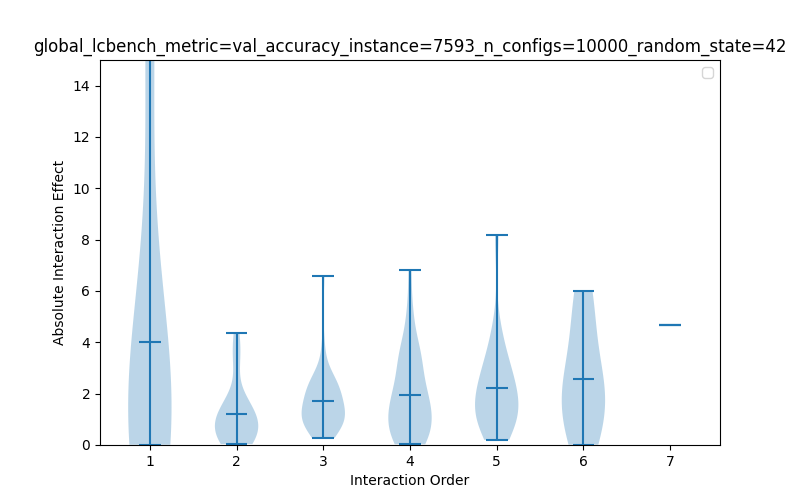 global_lcbench_metric=val_accuracy_instance=7593_n_configs=10000_random_state=42
14
12
10
8
6
4
2
0
Absolute Interaction Effect
1 2 3 4 5 6 7
Interaction Order